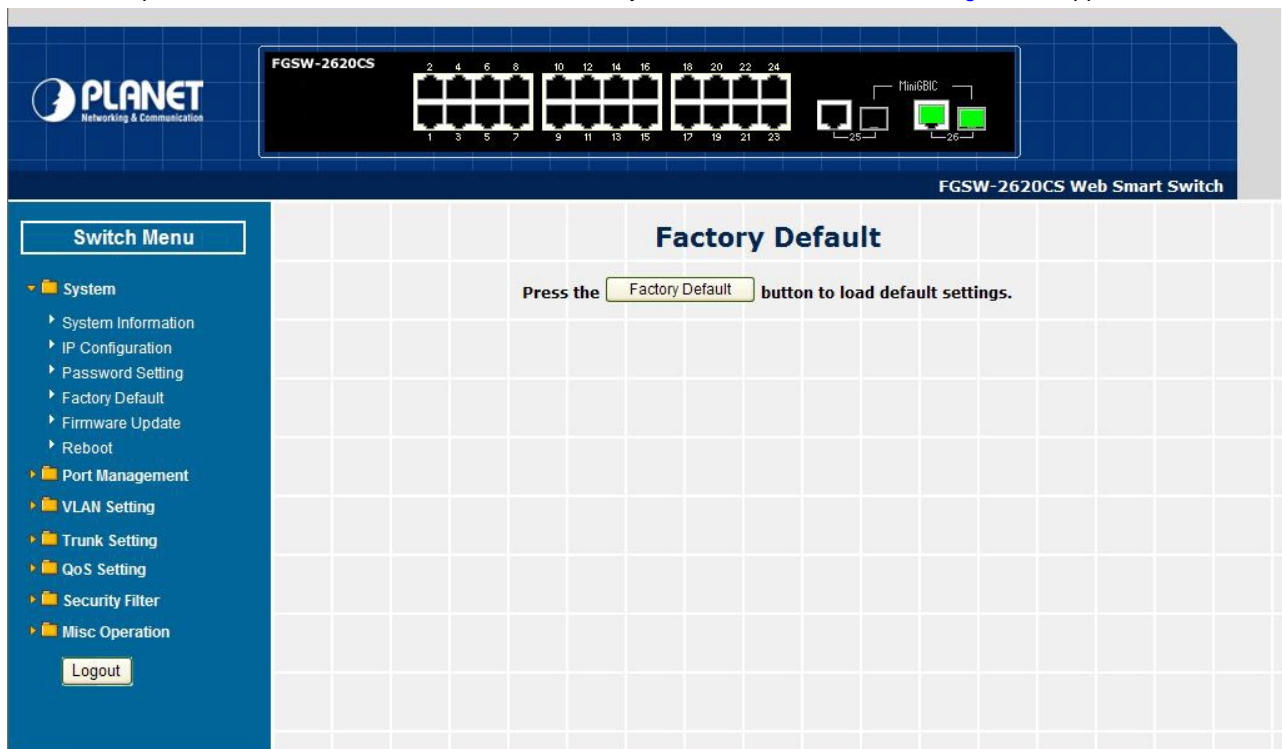 FGSW-2620CS
2 4 6 8 10 12 14 16 18 20 22 24
MiniGBIC
PLANET
Networking & Communication
1 3 5 7 9 11 13 15 17 19 21 23
25 26
FGSW-2620CS Web Smart Switch
Switch Menu
System
System Information
IP Configuration
Password Setting
Factory Default
Firmware Update
Reboot
Port Management
VLAN Setting
Trunk Setting
QoS Setting
Security Filter
Misc Operation
Logout
Factory Default
Press the Factory Default button to load default settings.